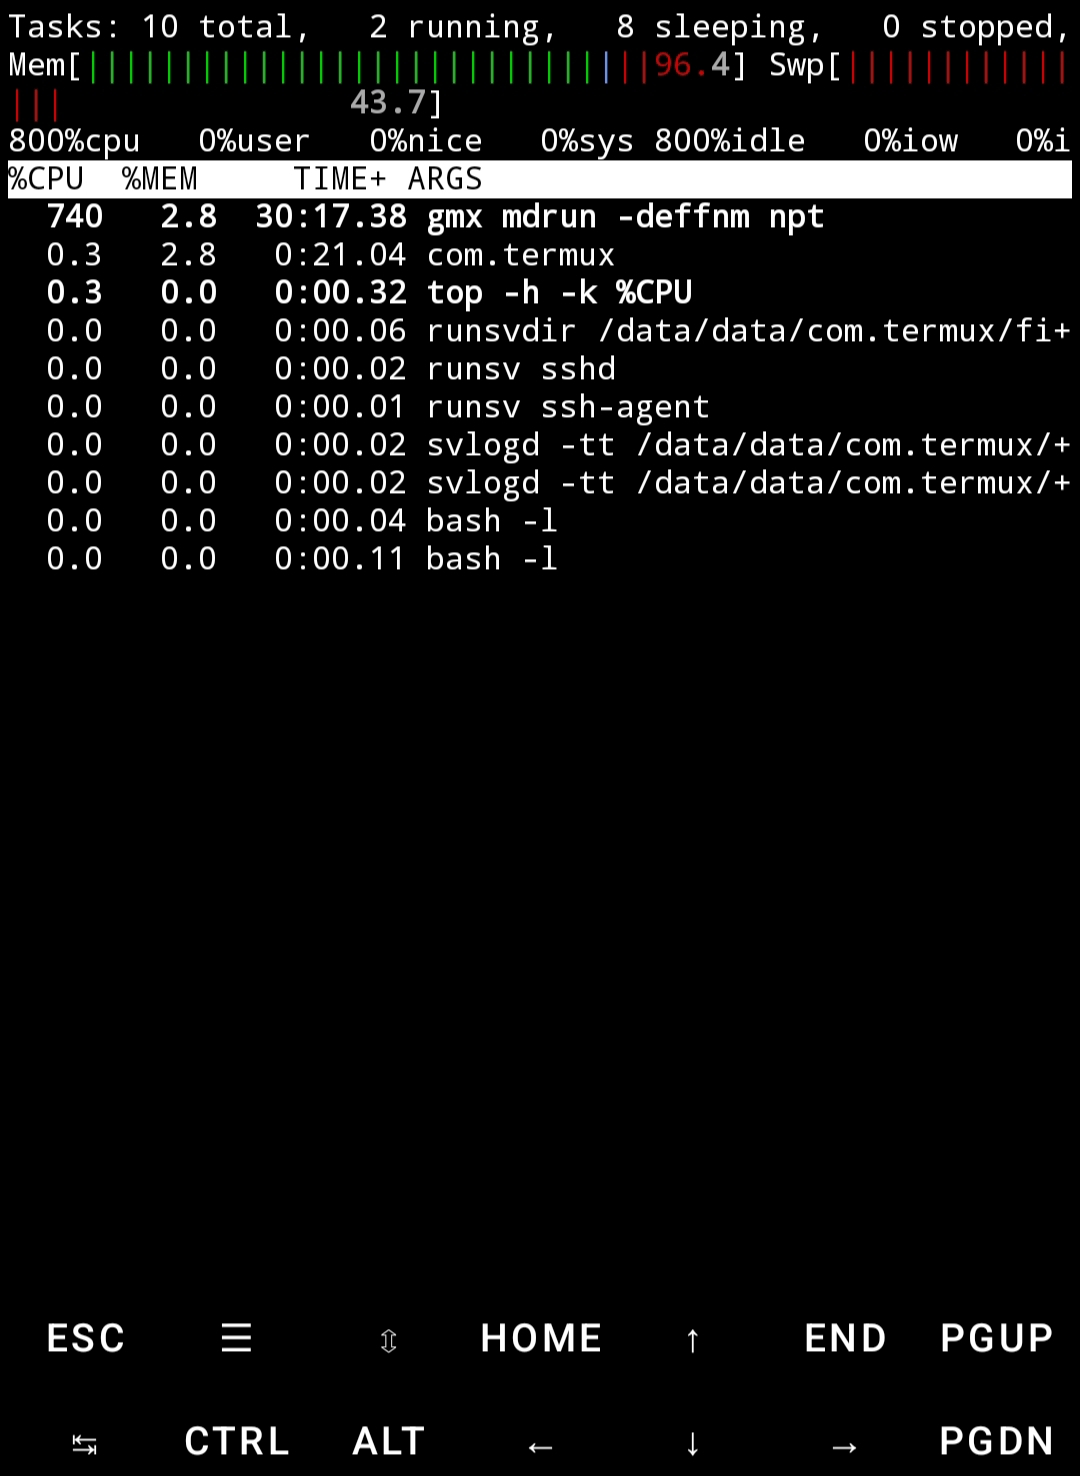 Tasks: 10 total,   2 running,   8 sleeping,   0 stopped,
Mem[||||||||||||||||||||||||||||||96.4] Swp[||||||||||||
|||               43.7]
800%cpu   0%user   0%nice   0%sys 800%idle   0%iow   0%i
%CPU  %MEM     TIME+ ARGS
740   2.8  30:17.38 gmx mdrun -deffnm npt
0.3   2.8   0:21.04 com.termux
0.3   0.0   0:00.32 top -h -k %CPU
0.0   0.0   0:00.06 runsvdir /data/data/com.termux/fi+
0.0   0.0   0:00.02 runsv sshd
0.0   0.0   0:00.01 runsv ssh-agent
0.0   0.0   0:00.02 svlogd -tt /data/data/com.termux/+
0.0   0.0   0:00.02 svlogd -tt /data/data/com.termux/+
0.0   0.0   0:00.04 bash -l
0.0   0.0   0:00.11 bash -l
ESC ☰ ⇳ HOME ↑ END PGUP
↹ CTRL ALT ← ↓ → PGDN